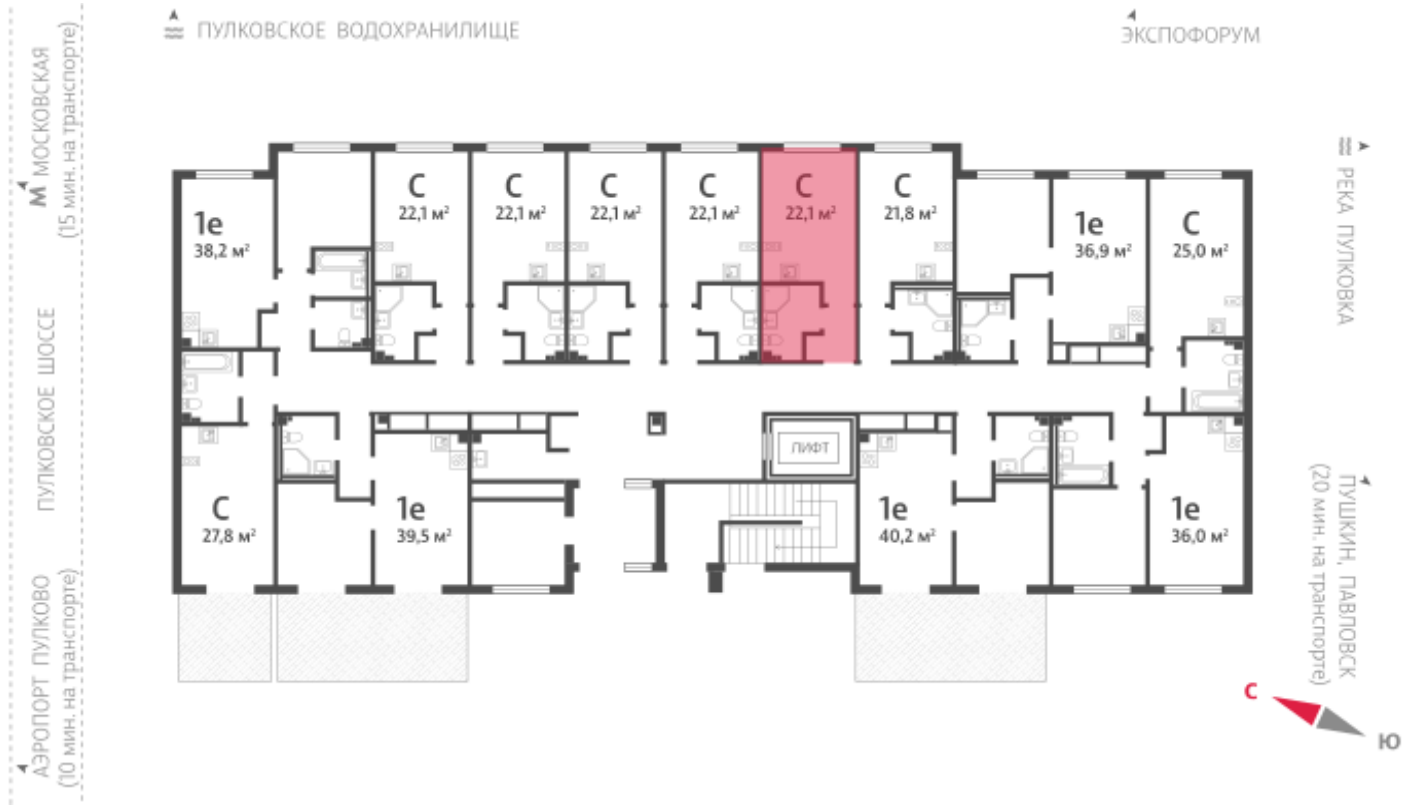 ПУЛКОВСКОЕ ВОДОХРАНИЛИЩЕ
ЭКСПОФОРУМ
М МОСКОВСКАЯ
(15 мин. на транспорте)
ПУЛКОВСКОЕ ШОССЕ
АЭРОПОРТ ПУЛКОВО
(10 мин. на транспорте)
1е
38,2 м²
С
22,1 м²
С
22,1 м²
С
22,1 м²
С
22,1 м²
С
22,1 м²
С
21,8 м²
1е
36,9 м²
С
25,0 м²
С
27,8 м²
1е
39,5 м²
ЛИФТ
1е
40,2 м²
1е
36,0 м²
РЕКА ПУЛКОВКА
ПУШКИН, ПАВЛОВСК
(20 мин. на транспорте)
С
Ю